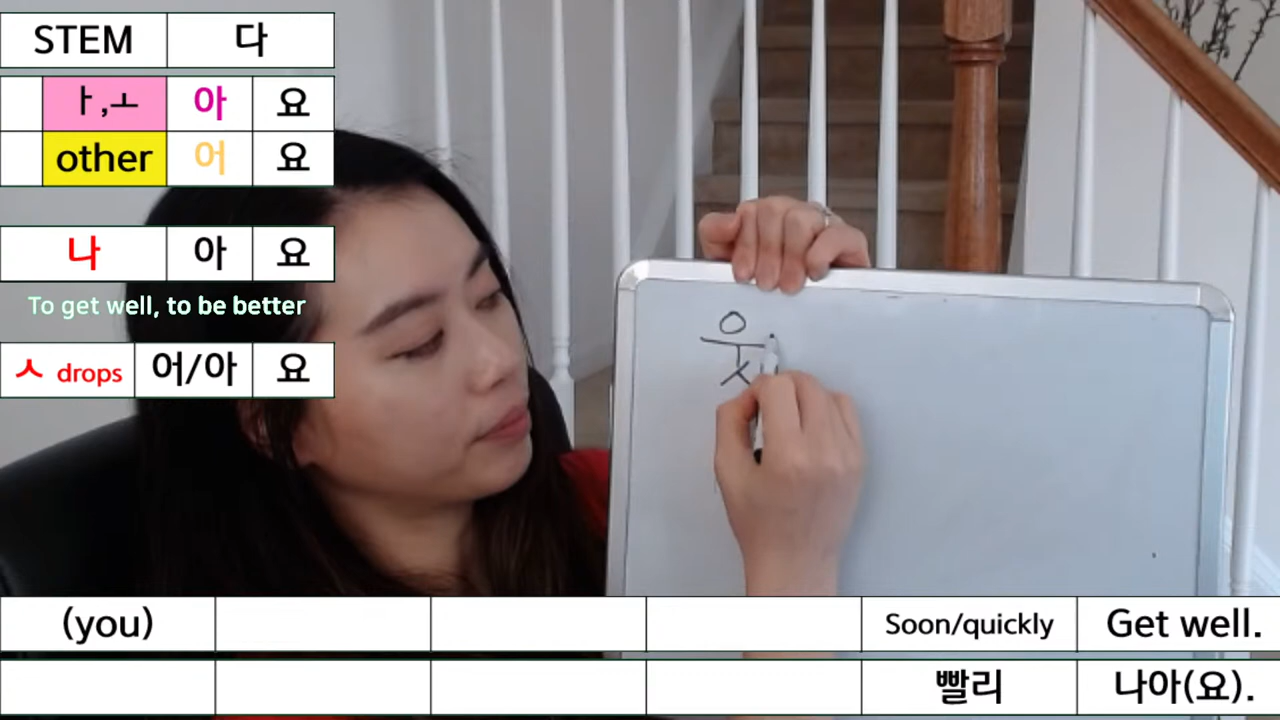 STEM 다
ㅏ,ㅗ 아 요
other 어 요
나 아 요
To get well, to be better
ㅅ drops 어/아 요
웃
(you) Soon/quickly Get well.
빨리 나아(요).